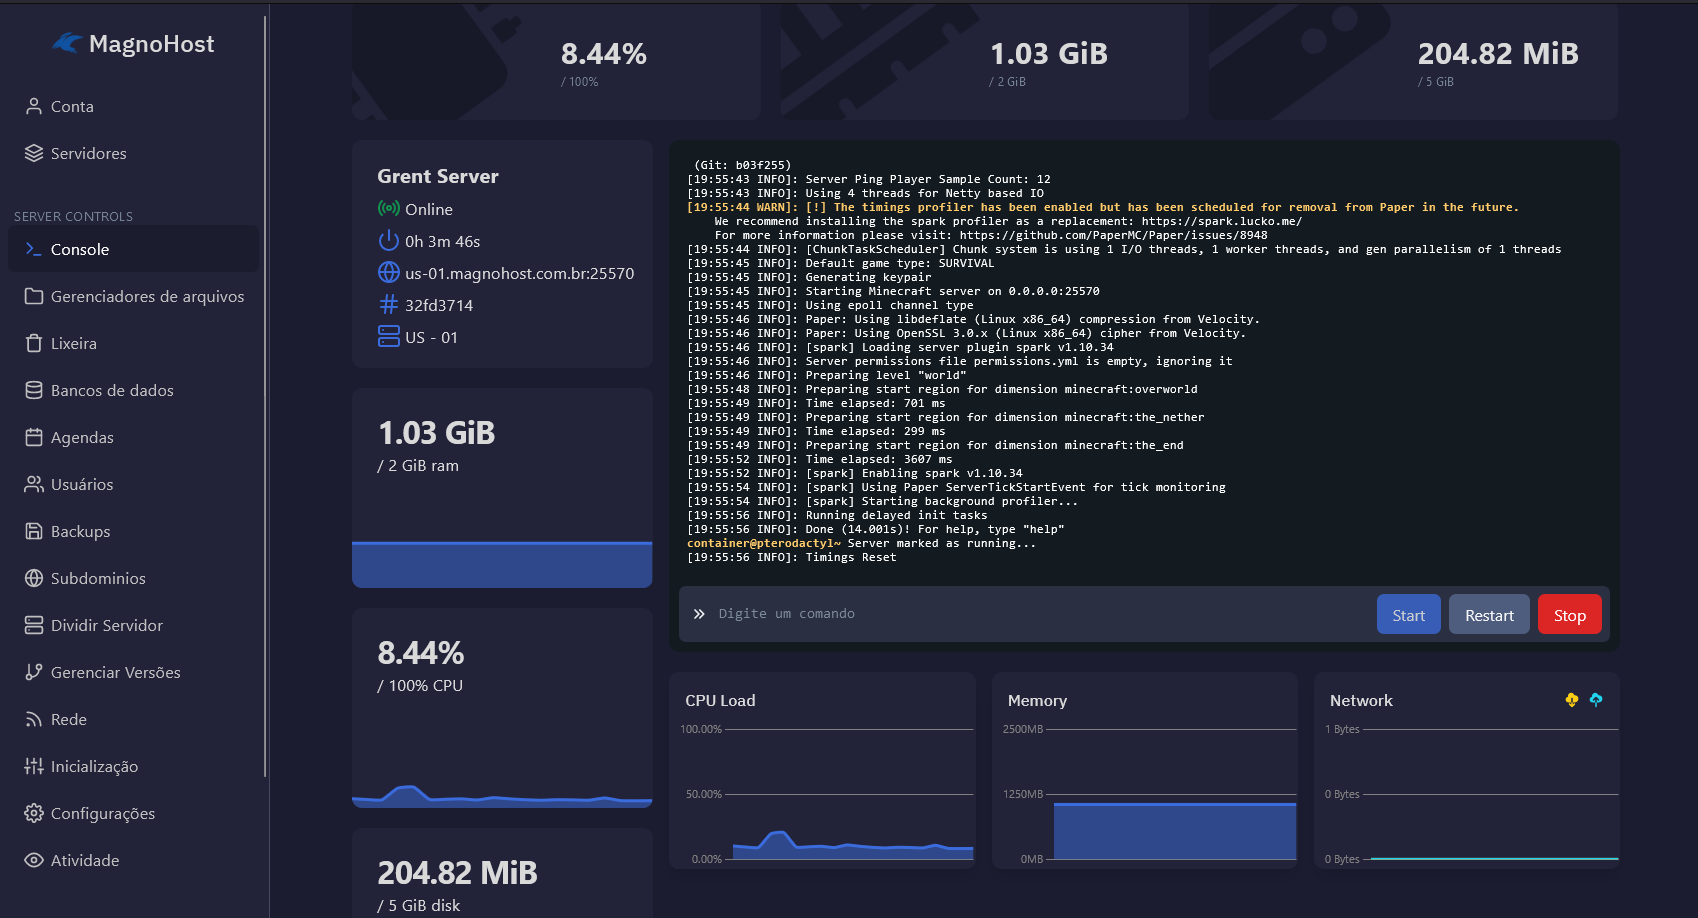 MagnoHost
Conta
Servidores
SERVER CONTROLS
Console
Gerenciadores de arquivos
Lixeira
Bancos de dados
Agendas
Usuários
Backups
Subdominios
Dividir Servidor
Gerenciar Versões
Rede
Inicialização
Configurações
Atividade
8.44%
/ 100%
1.03 GiB
/ 2 GiB
204.82 MiB
/ 5 GiB
Grent Server
Online
0h 3m 46s
us-01.magnohost.com.br:25570
32fd3714
US - 01
1.03 GiB
/ 2 GiB ram
8.44%
/ 100% CPU
204.82 MiB
/ 5 GiB disk
(Git: b03f255)
[19:55:43 INFO]: Server Ping Player Sample Count: 12
[19:55:43 INFO]: Using 4 threads for Netty based IO
[19:55:44 WARN]: [!] The timings profiler has been enabled but has been scheduled for removal from Paper in the future.
We recommend installing the spark profiler as a replacement: https://spark.lucko.me/
For more information please visit: https://github.com/PaperMC/Paper/issues/8948
[19:55:44 INFO]: [ChunkTaskScheduler] Chunk system is using 1 I/O threads, 1 worker threads, and gen parallelism of 1 threads
[19:55:45 INFO]: Default game type: SURVIVAL
[19:55:45 INFO]: Generating keypair
[19:55:45 INFO]: Starting Minecraft server on 0.0.0.0:25570
[19:55:45 INFO]: Using epoll channel type
[19:55:46 INFO]: Paper: Using libdeflate (Linux x86_64) compression from Velocity.
[19:55:46 INFO]: Paper: Using OpenSSL 3.0.x (Linux x86_64) cipher from Velocity.
[19:55:46 INFO]: [spark] Loading server plugin spark v1.10.34
[19:55:46 INFO]: Server permissions file permissions.yml is empty, ignoring it
[19:55:46 INFO]: Preparing level "world"
[19:55:48 INFO]: Preparing start region for dimension minecraft:overworld
[19:55:49 INFO]: Time elapsed: 701 ms
[19:55:49 INFO]: Preparing start region for dimension minecraft:the_nether
[19:55:49 INFO]: Time elapsed: 299 ms
[19:55:49 INFO]: Preparing start region for dimension minecraft:the_end
[19:55:52 INFO]: Time elapsed: 3607 ms
[19:55:52 INFO]: [spark] Enabling spark v1.10.34
[19:55:54 INFO]: [spark] Using Paper ServerTickStartEvent for tick monitoring
[19:55:54 INFO]: [spark] Starting background profiler...
[19:55:56 INFO]: Running delayed init tasks
[19:55:56 INFO]: Done (14.001s)! For help, type "help"
container@pterodactyl~ Server marked as running...
[19:55:56 INFO]: Timings Reset
Digite um comando
Start
Restart
Stop
CPU Load
100.00%
50.00%
0.00%
Memory
2500MB
1250MB
0MB
Network
1 Bytes
0 Bytes
0 Bytes